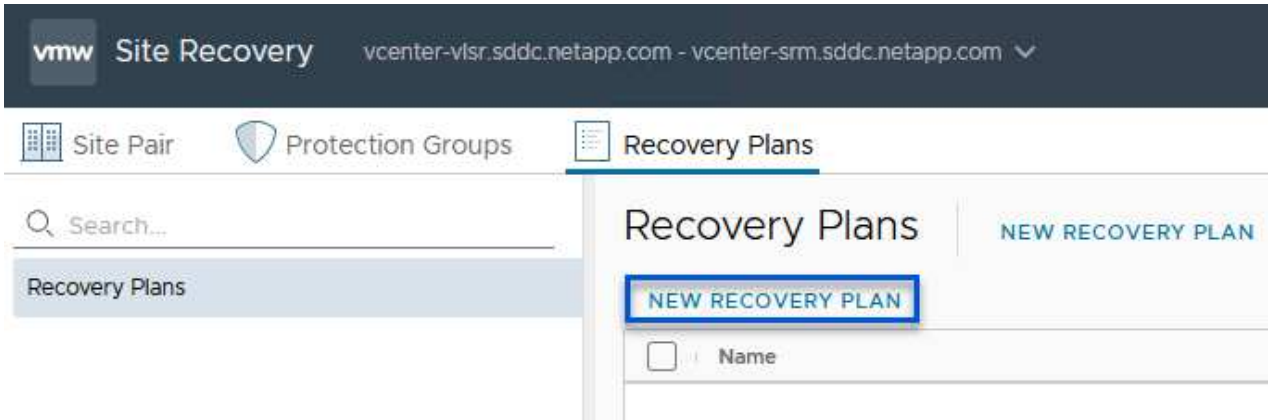 vmw Site Recovery vcenter-vlsr.sddc.netapp.com - vcenter-srm.sddc.netapp.com
Site Pair Protection Groups Recovery Plans
Search...
Recovery Plans
Recovery Plans NEW RECOVERY PLAN
NEW RECOVERY PLAN
Name